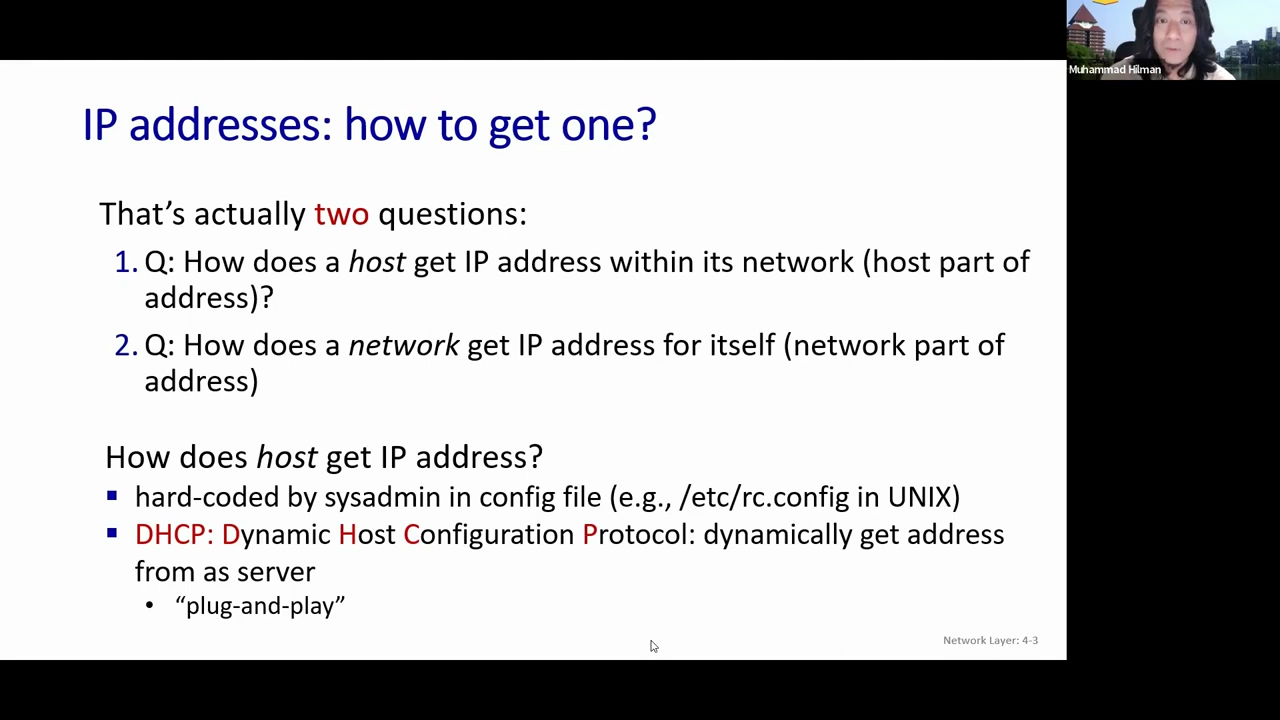 Muhammad Hilman
IP addresses: how to get one?
That’s actually two questions:
1. Q: How does a host get IP address within its network (host part of
address)?
2. Q: How does a network get IP address for itself (network part of
address)
How does host get IP address?
▪ hard-coded by sysadmin in config file (e.g., /etc/rc.config in UNIX)
▪ DHCP: Dynamic Host Configuration Protocol: dynamically get address
from as server
• “plug-and-play”
Network Layer: 4-3